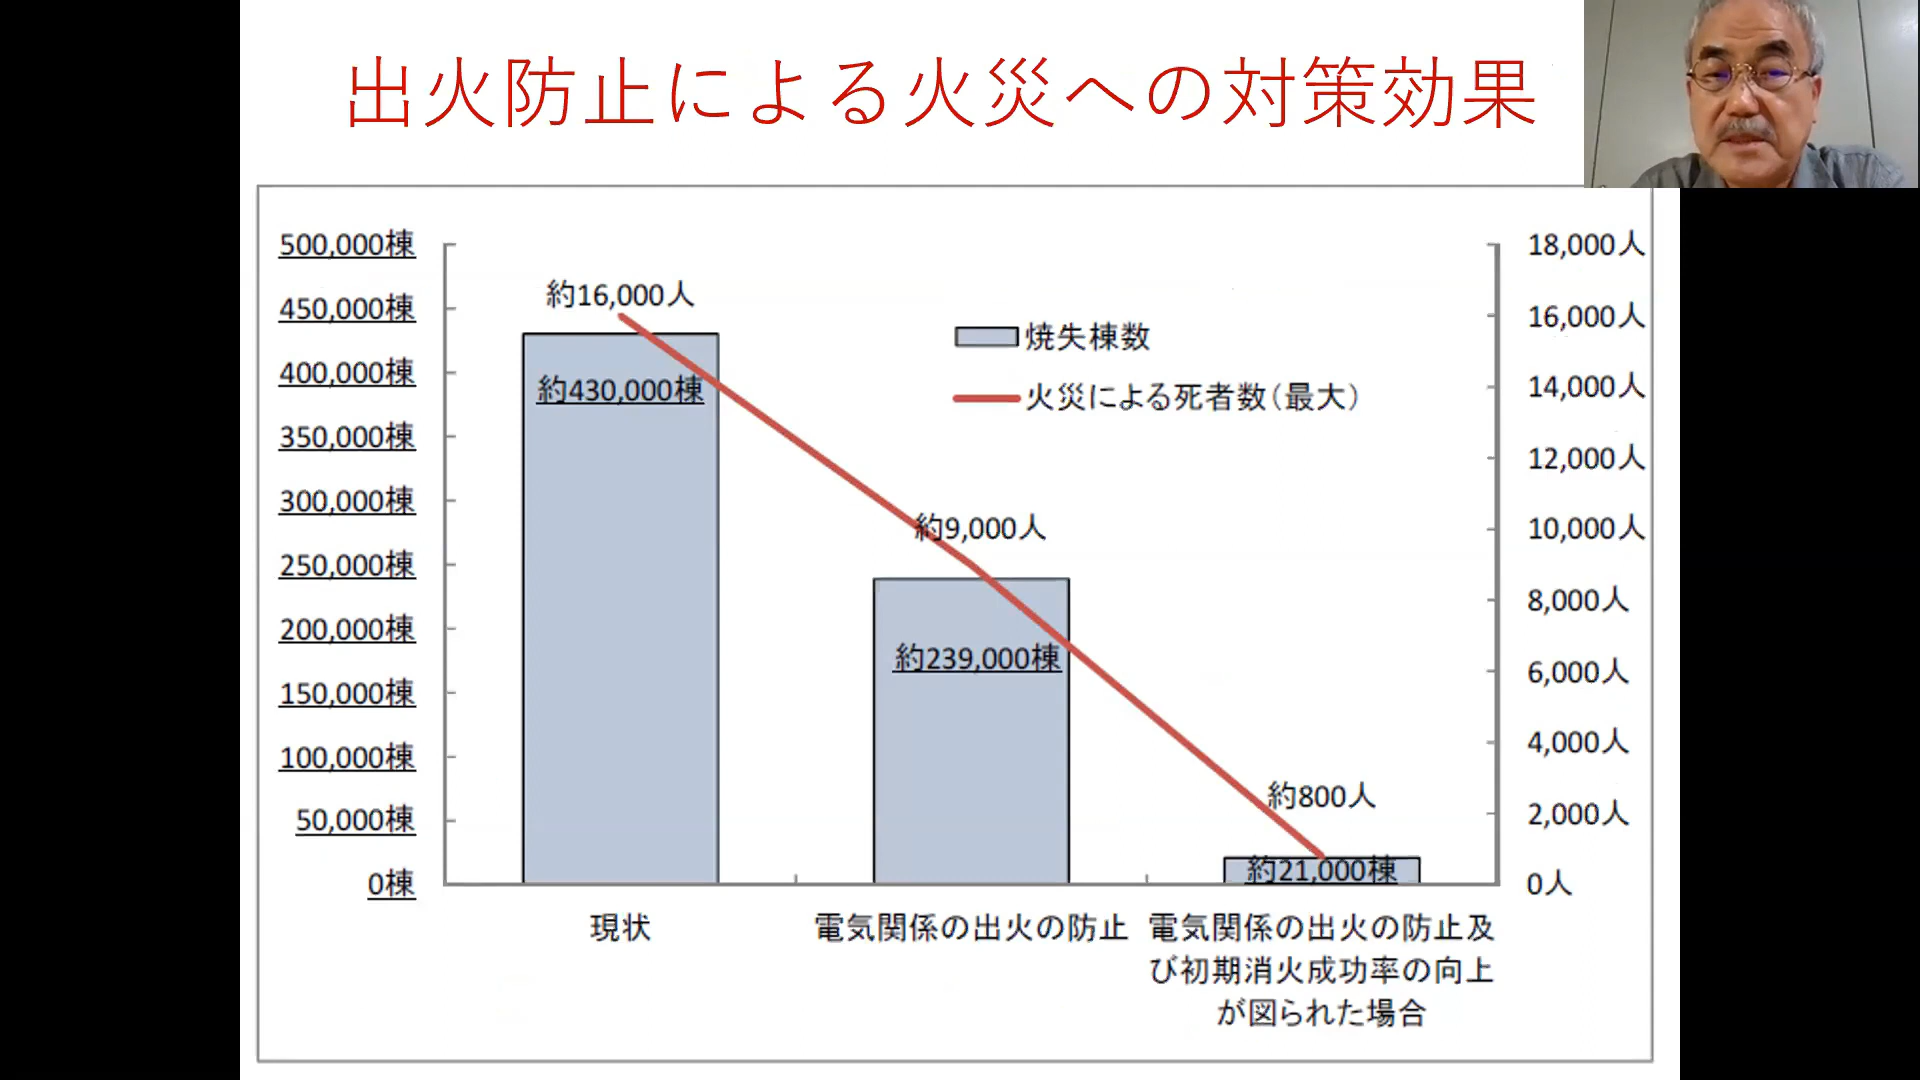 出火防止による火災への対策効果
500,000棟
450,000棟
400,000棟
350,000棟
300,000棟
250,000棟
200,000棟
150,000棟
100,000棟
50,000棟
0棟
約16,000人
約430,000棟
約9,000人
約239,000棟
約800人
約21,000棟
焼失棟数
火災による死者数（最大）
18,000人
16,000人
14,000人
12,000人
10,000人
8,000人
6,000人
4,000人
2,000人
0人
現状
電気関係の出火の防止
電気関係の出火の防止及
び初期消火成功率の向上
が図られた場合